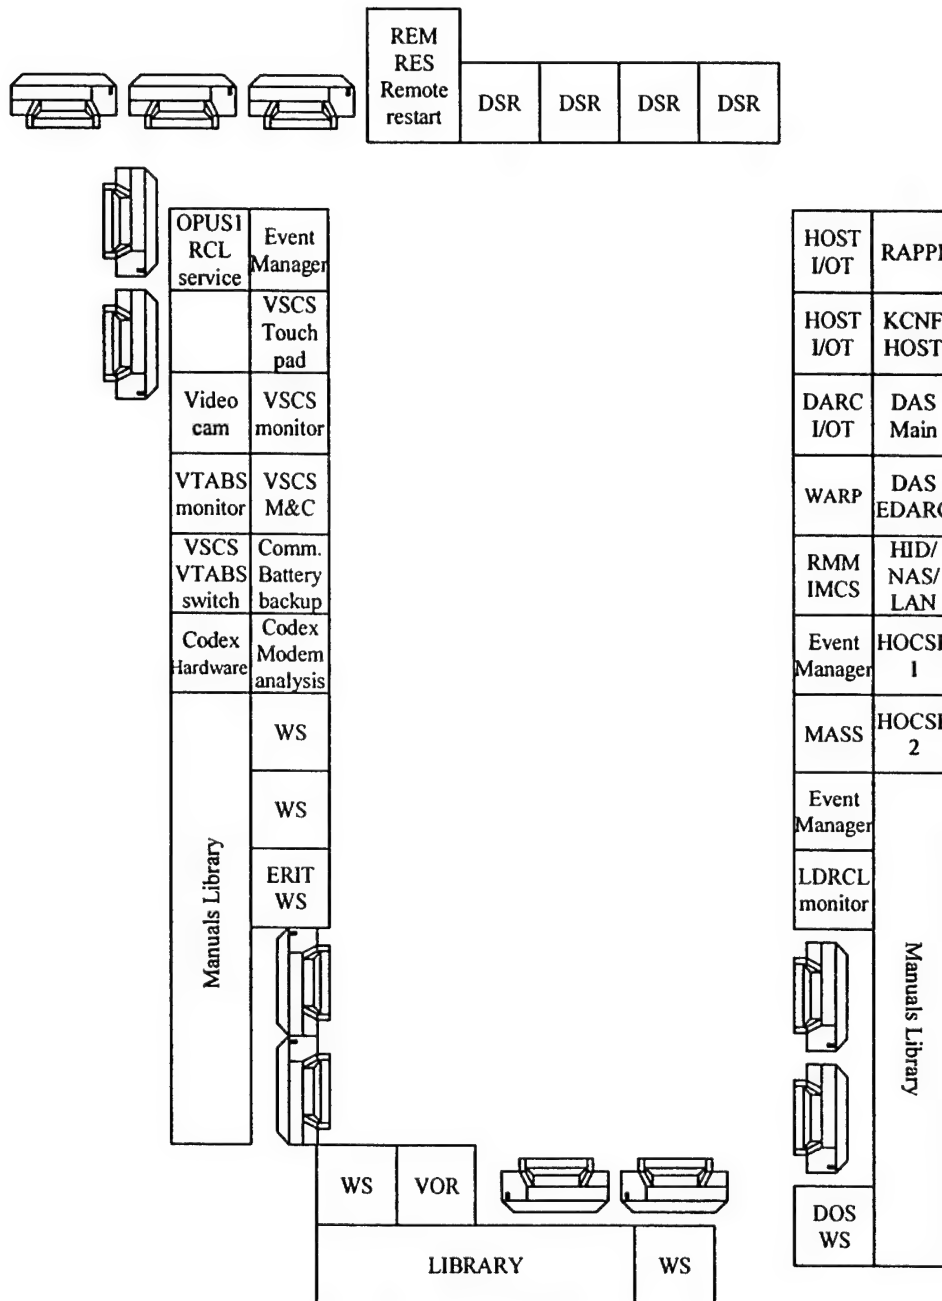 REM
RES
Remote
restart
DSR
DSR
DSR
DSR
OPUS1
RCL
service
Event
Manager
VSCS
Touch
pad
Video
cam
VSCS
monitor
VTABS
monitor
VSCS
M&C
VSCS
VTABS
switch
Comm.
Battery
backup
Codex
Hardware
Codex
Modem
analysis
WS
WS
ERIT
WS
Manuals Library
HOST
I/OT
HOST
I/OT
KCNF
HOST
DARC
I/OT
DAS
Main
WARP
DAS
RMM
IMCS
HID/
NAS/
LAN
Event
Manager
1
MASS
2
Event
Manager
LDRCL
monitor
Manuals Library
DOS
WS
WS
VOR
LIBRARY
WS